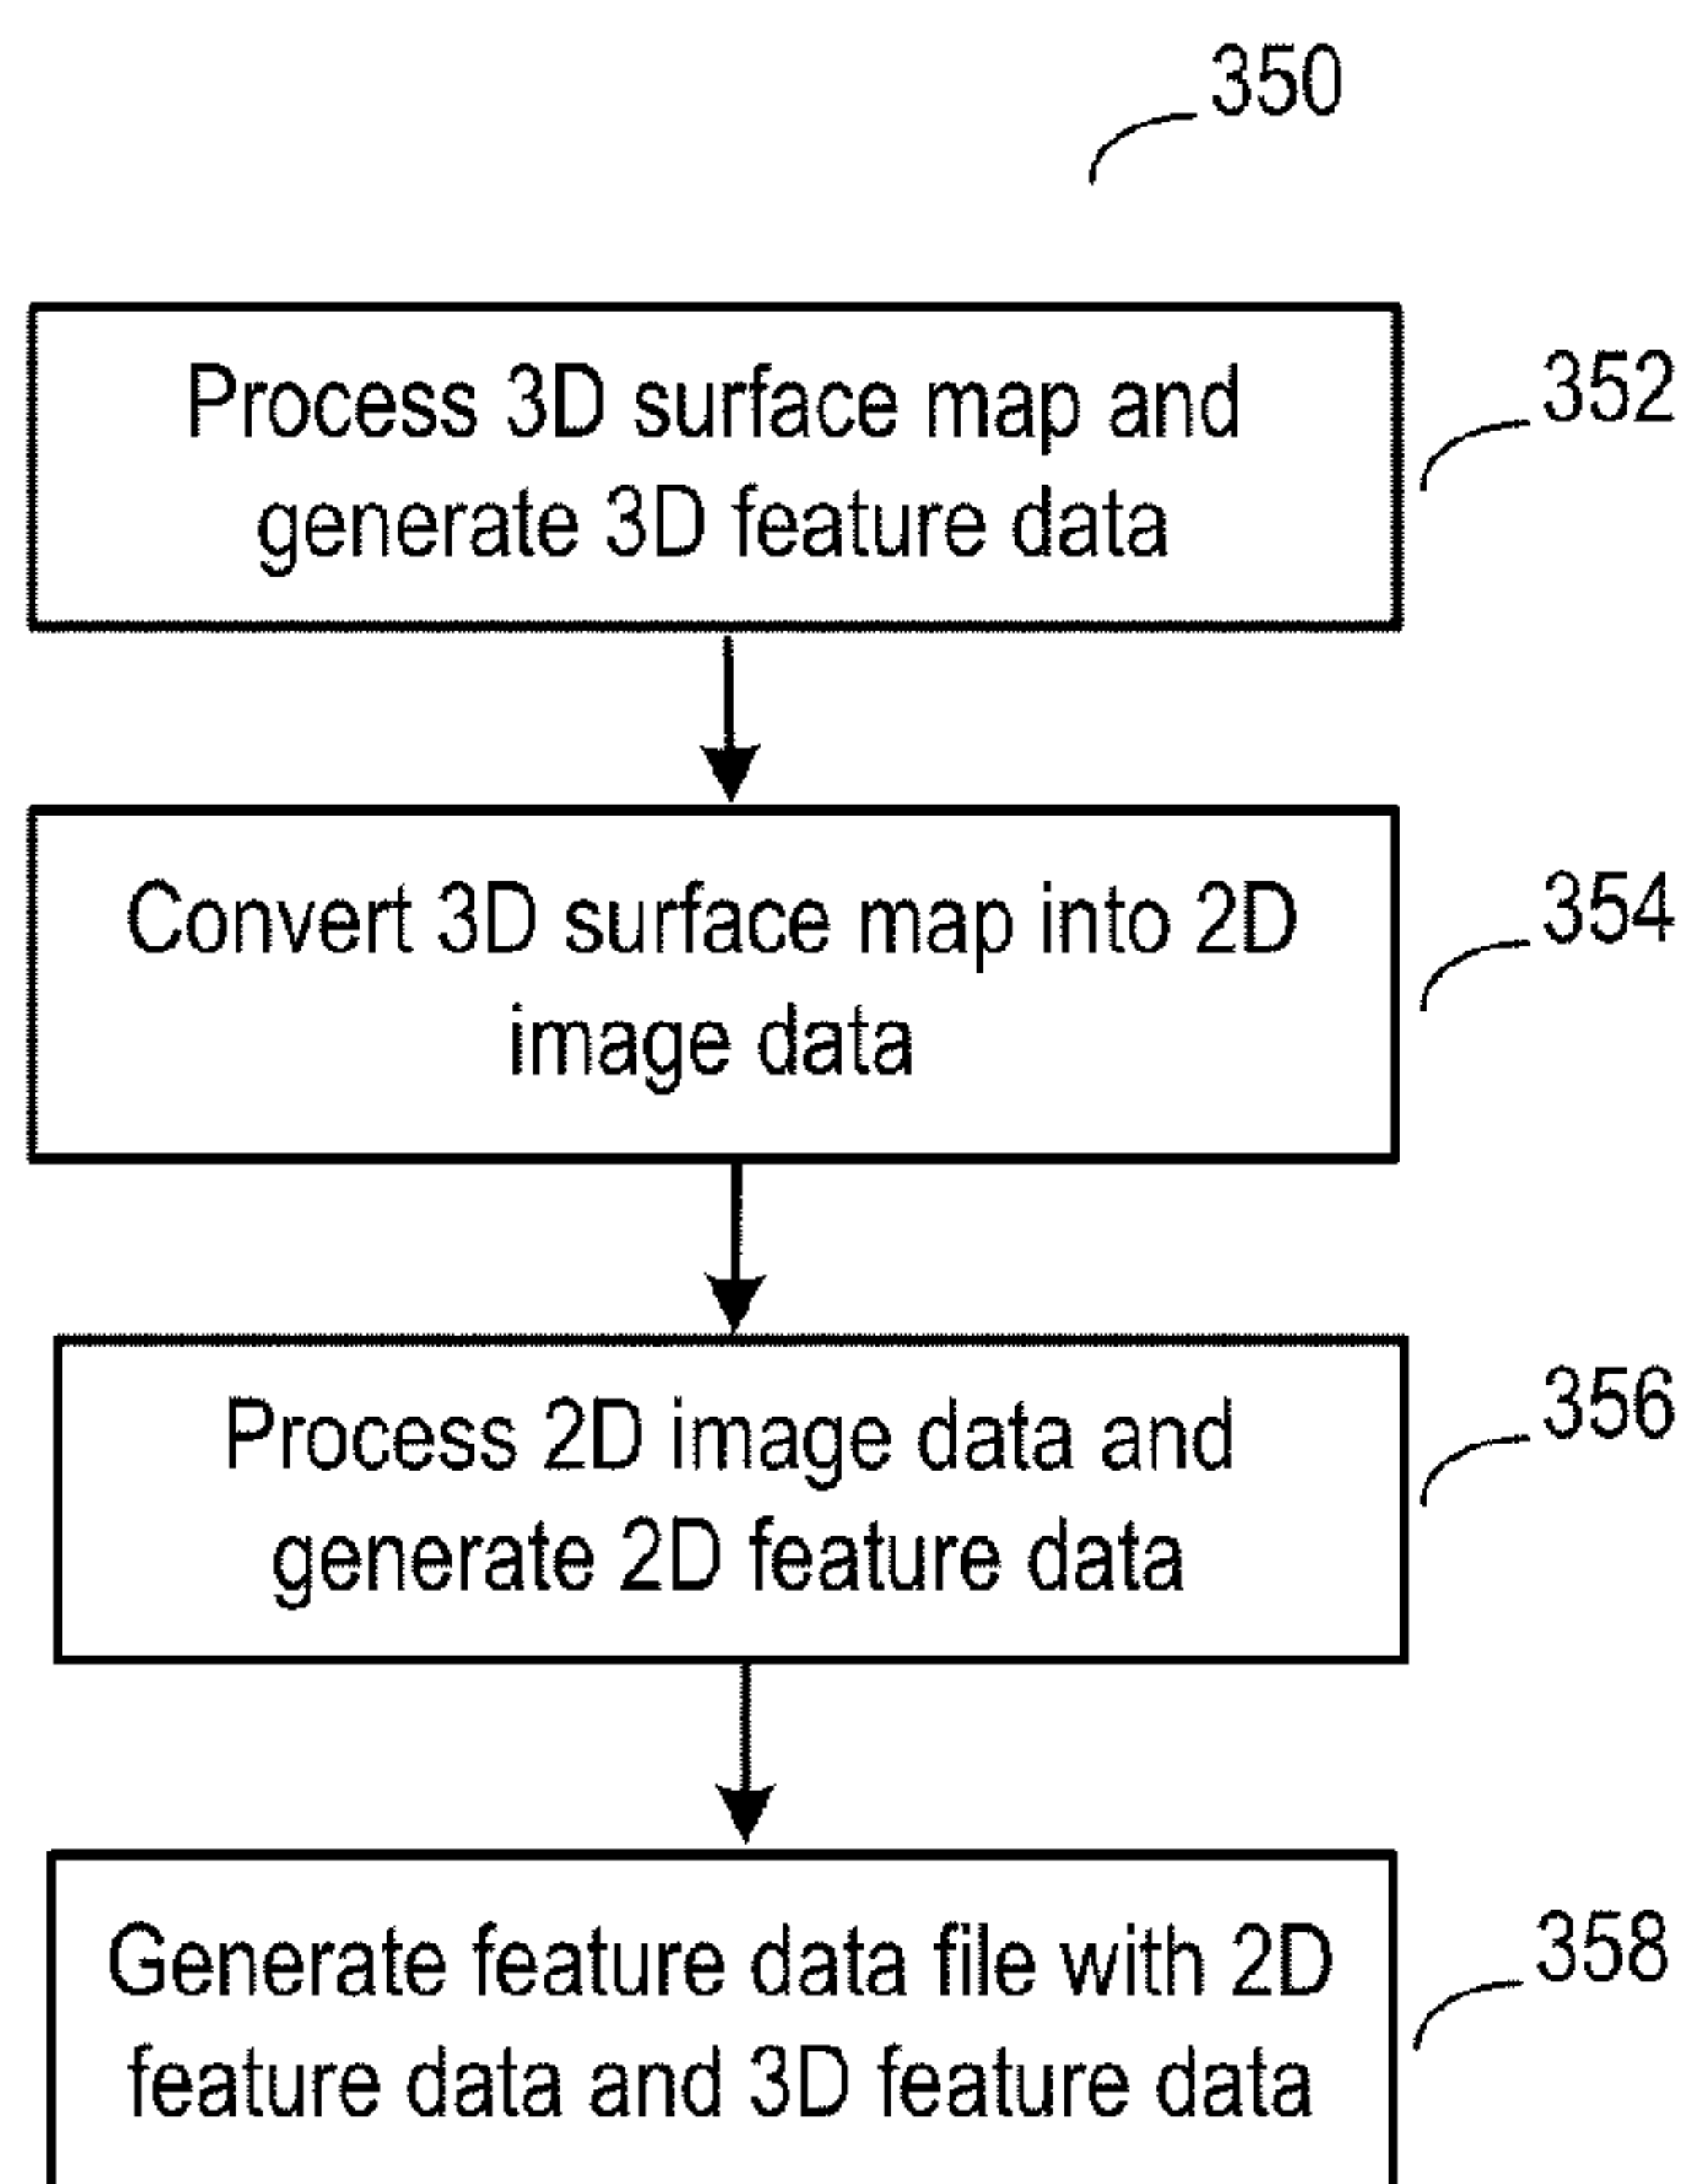 350
Process 3D surface map and
generate 3D feature data
352
Convert 3D surface map into 2D
image data
354
Process 2D image data and
generate 2D feature data
356
Generate feature data file with 2D
feature data and 3D feature data
358